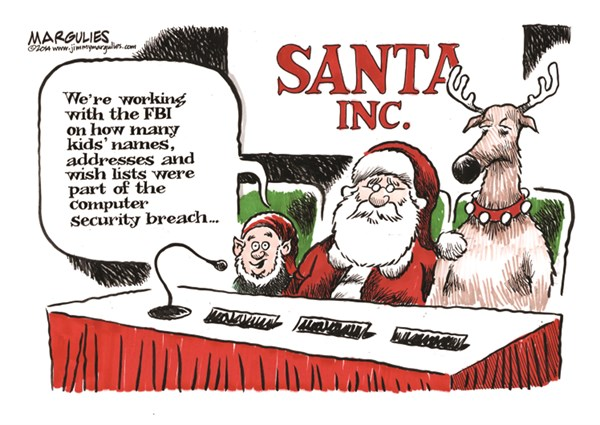 MARGULIES
©2014 www.jimmymargulies.com
SANTA
INC.
We're working
with the FBI
on how many
kids' names,
addresses and
wish lists were
part of the
computer
security breach...